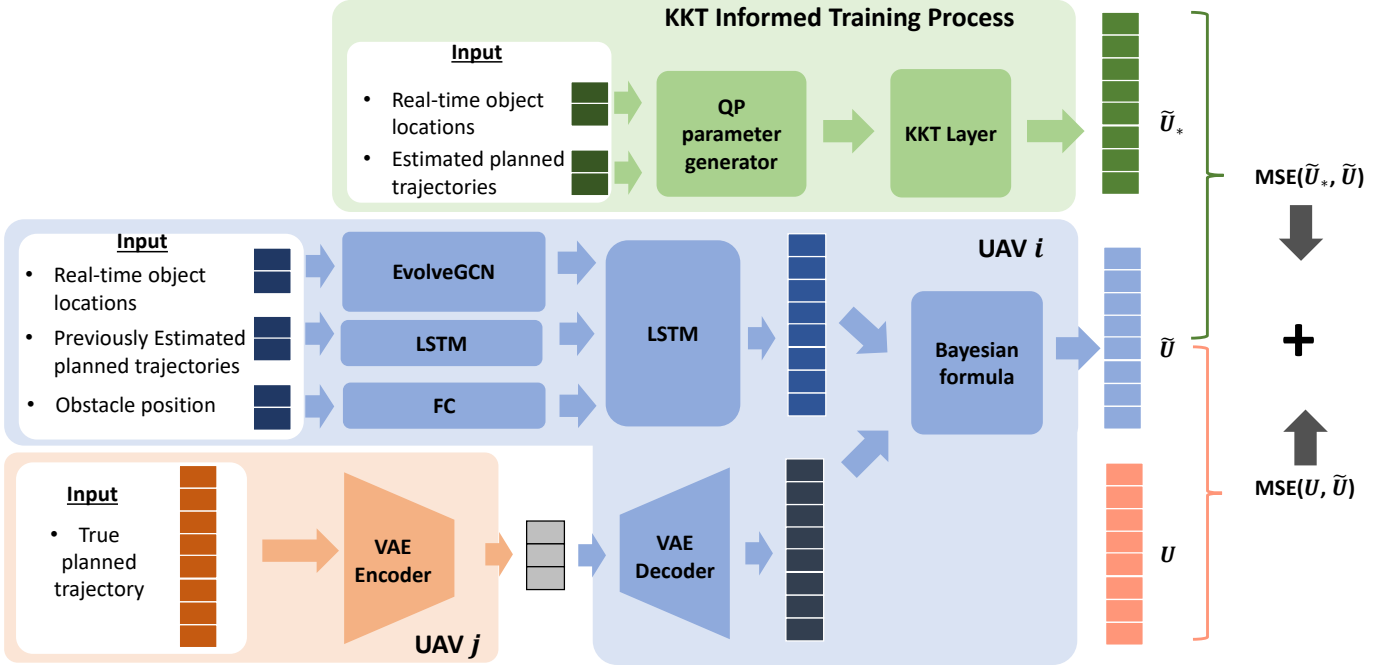 KKT Informed Training Process
Input
• Real-time object
locations
• Estimated planned
trajectories
QP
parameter
generator
KKT Layer
Ũ*
MSE(Ũ*, Ũ)
+
MSE(U, Ũ)
UAV i
Input
• Real-time object
locations
• Previously Estimated
planned trajectories
• Obstacle position
EvolveGCN
LSTM
FC
LSTM
Bayesian
formula
Ũ
Input
• True
planned
trajectory
VAE
Encoder
UAV j
VAE
Decoder
U